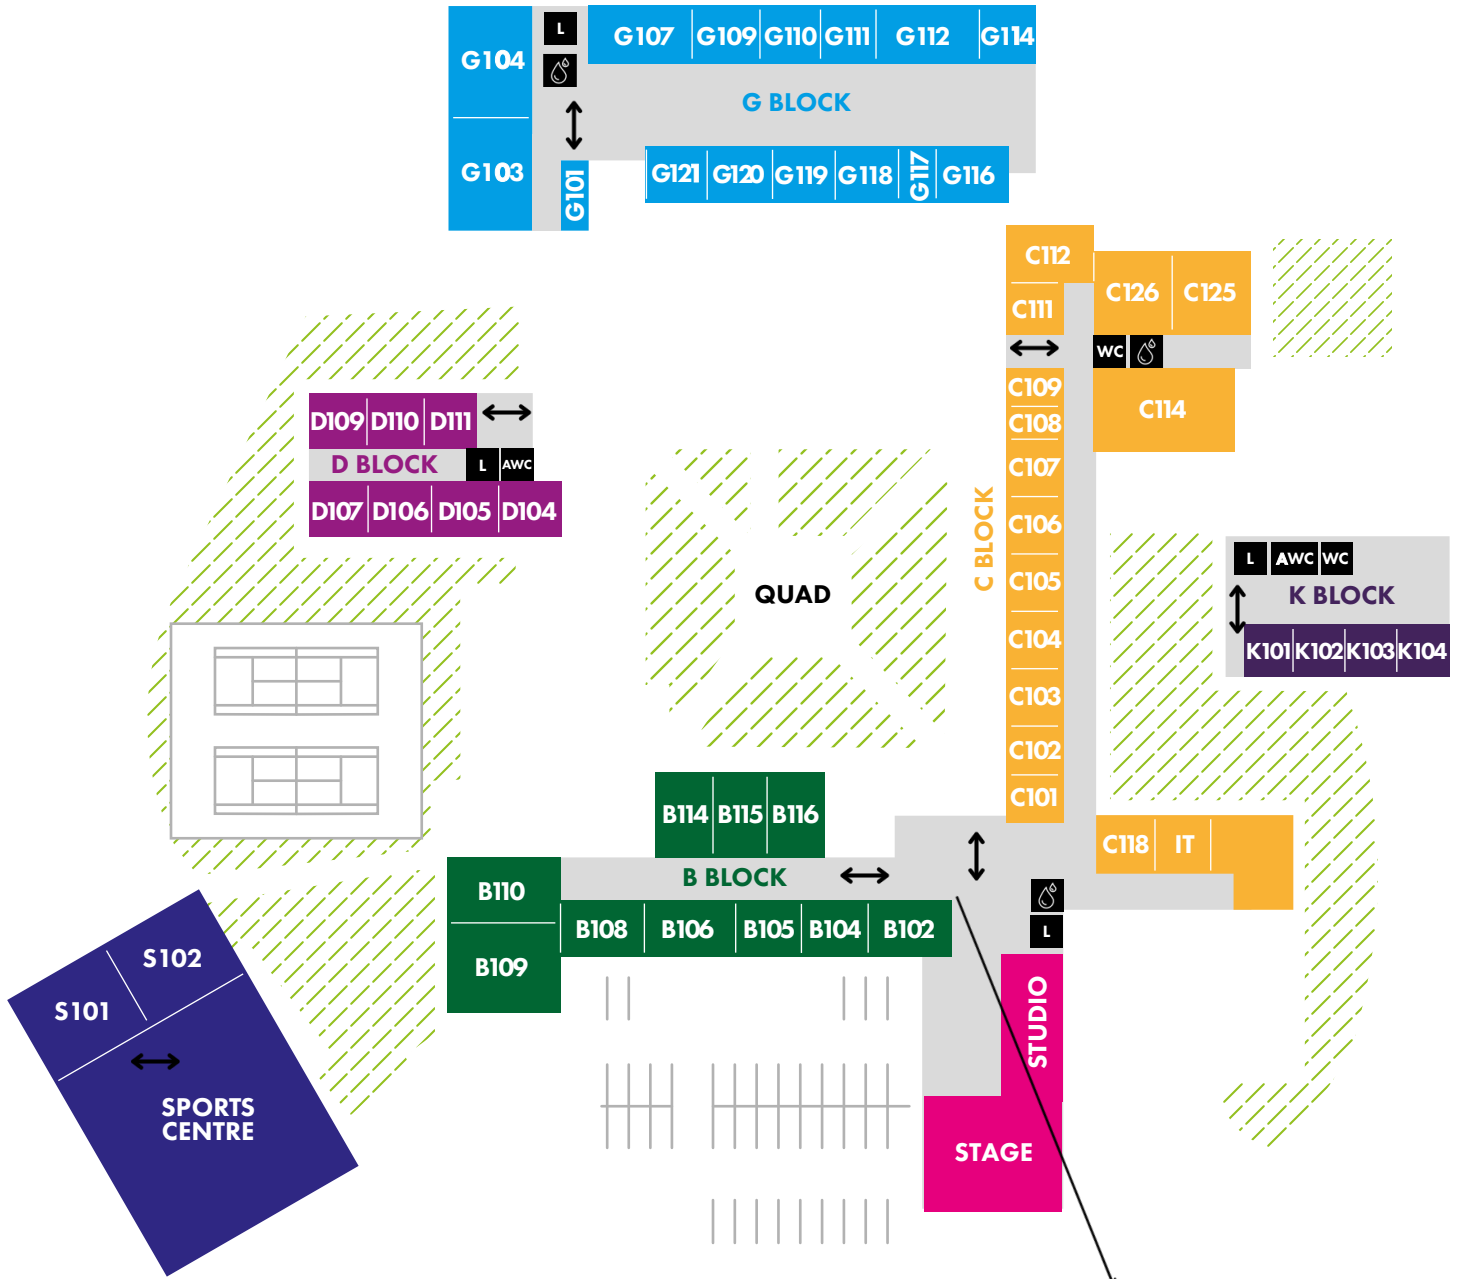 L
G104
G107
G109
G110
G111
G112
G114
G BLOCK
G103
G101
G121
G120
G119
G118
G117
G116
C112
C111
C126
C125
WC
C109
C108
C107
C106
C105
C104
C103
C102
C101
C114
C BLOCK
D109
D110
D111
D BLOCK
L
AWC
D107
D106
D105
D104
QUAD
L
AWC
WC
K BLOCK
K101
K102
K103
K104
B114
B115
B116
B BLOCK
B110
B109
B108
B106
B105
B104
B102
C118
IT
L
STUDIO
STAGE
S102
S101
SPORTS
CENTRE